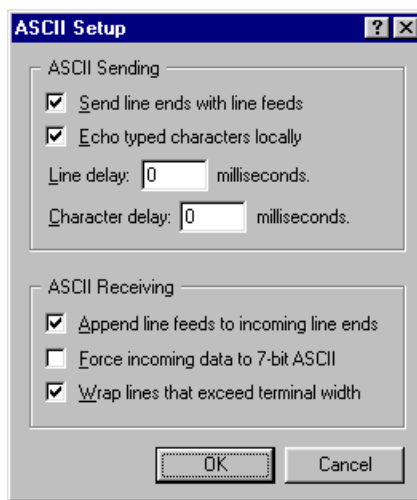 ASCII Setup
ASCII Sending
Send line ends with line feeds
Echo typed characters locally
Line delay: 0 milliseconds.
Character delay: 0 milliseconds.
ASCII Receiving
Append line feeds to incoming line ends
Force incoming data to 7-bit ASCII
Wrap lines that exceed terminal width
OK Cancel